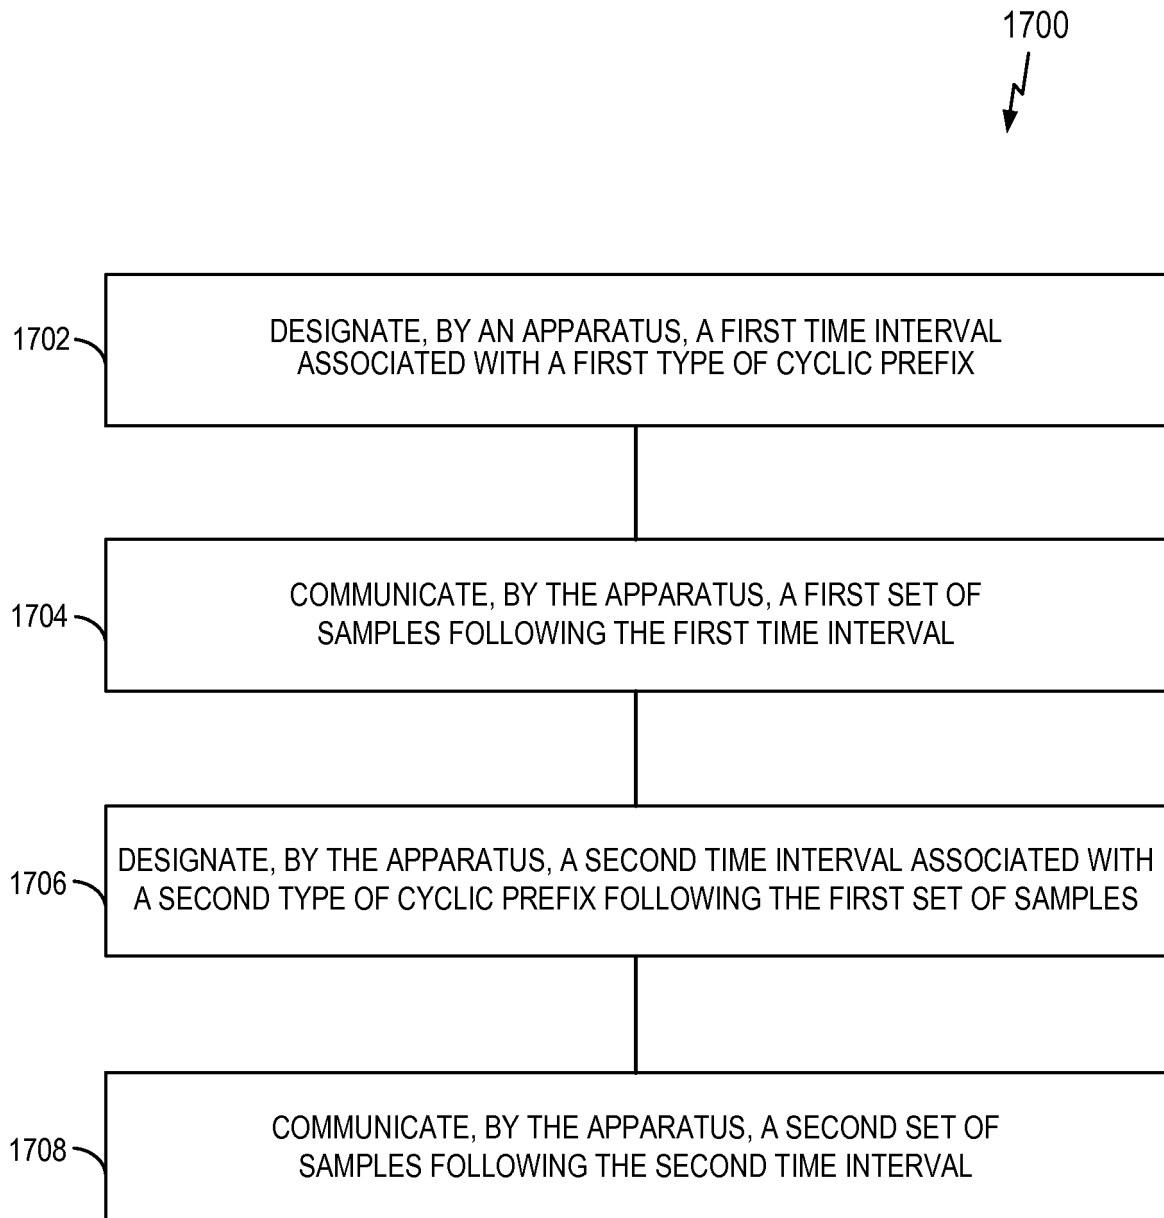 1700
1702
DESIGNATE, BY AN APPARATUS, A FIRST TIME INTERVAL
ASSOCIATED WITH A FIRST TYPE OF CYCLIC PREFIX
1704
COMMUNICATE, BY THE APPARATUS, A FIRST SET OF
SAMPLES FOLLOWING THE FIRST TIME INTERVAL
1706
DESIGNATE, BY THE APPARATUS, A SECOND TIME INTERVAL ASSOCIATED WITH
A SECOND TYPE OF CYCLIC PREFIX FOLLOWING THE FIRST SET OF SAMPLES
1708
COMMUNICATE, BY THE APPARATUS, A SECOND SET OF
SAMPLES FOLLOWING THE SECOND TIME INTERVAL